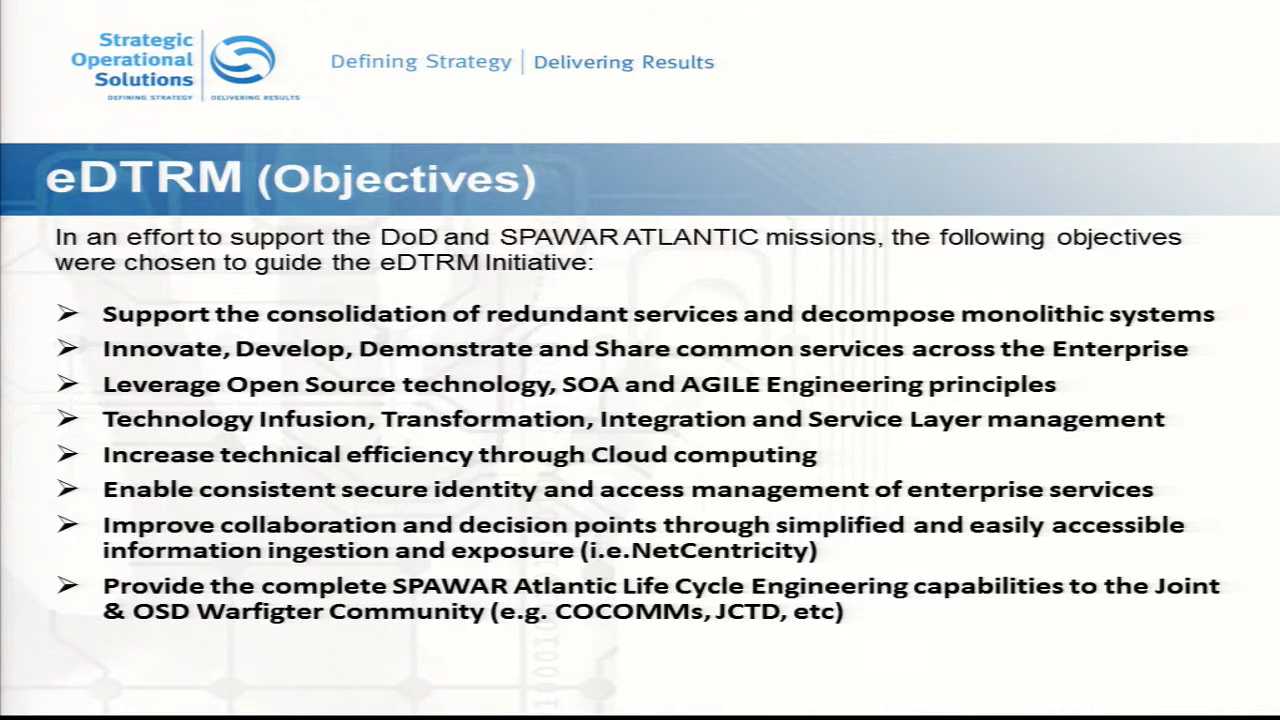 Strategic
Operational
Solutions
DEFINING STRATEGY DELIVERING RESULTS
Defining Strategy Delivering Results
eDTRM (Objectives)
In an effort to support the DoD and SPAWAR ATLANTIC missions, the following objectives
were chosen to guide the eDTRM Initiative:
➢ Support the consolidation of redundant services and decompose monolithic systems
➢ Innovate, Develop, Demonstrate and Share common services across the Enterprise
➢ Leverage Open Source technology, SOA and AGILE Engineering principles
➢ Technology Infusion, Transformation, Integration and Service Layer management
➢ Increase technical efficiency through Cloud computing
➢ Enable consistent secure identity and access management of enterprise services
➢ Improve collaboration and decision points through simplified and easily accessible
information ingestion and exposure (i.e.NetCentricity)
➢ Provide the complete SPAWAR Atlantic Life Cycle Engineering capabilities to the Joint
& OSD Warfigter Community (e.g. COCOMMs, JCTD, etc)